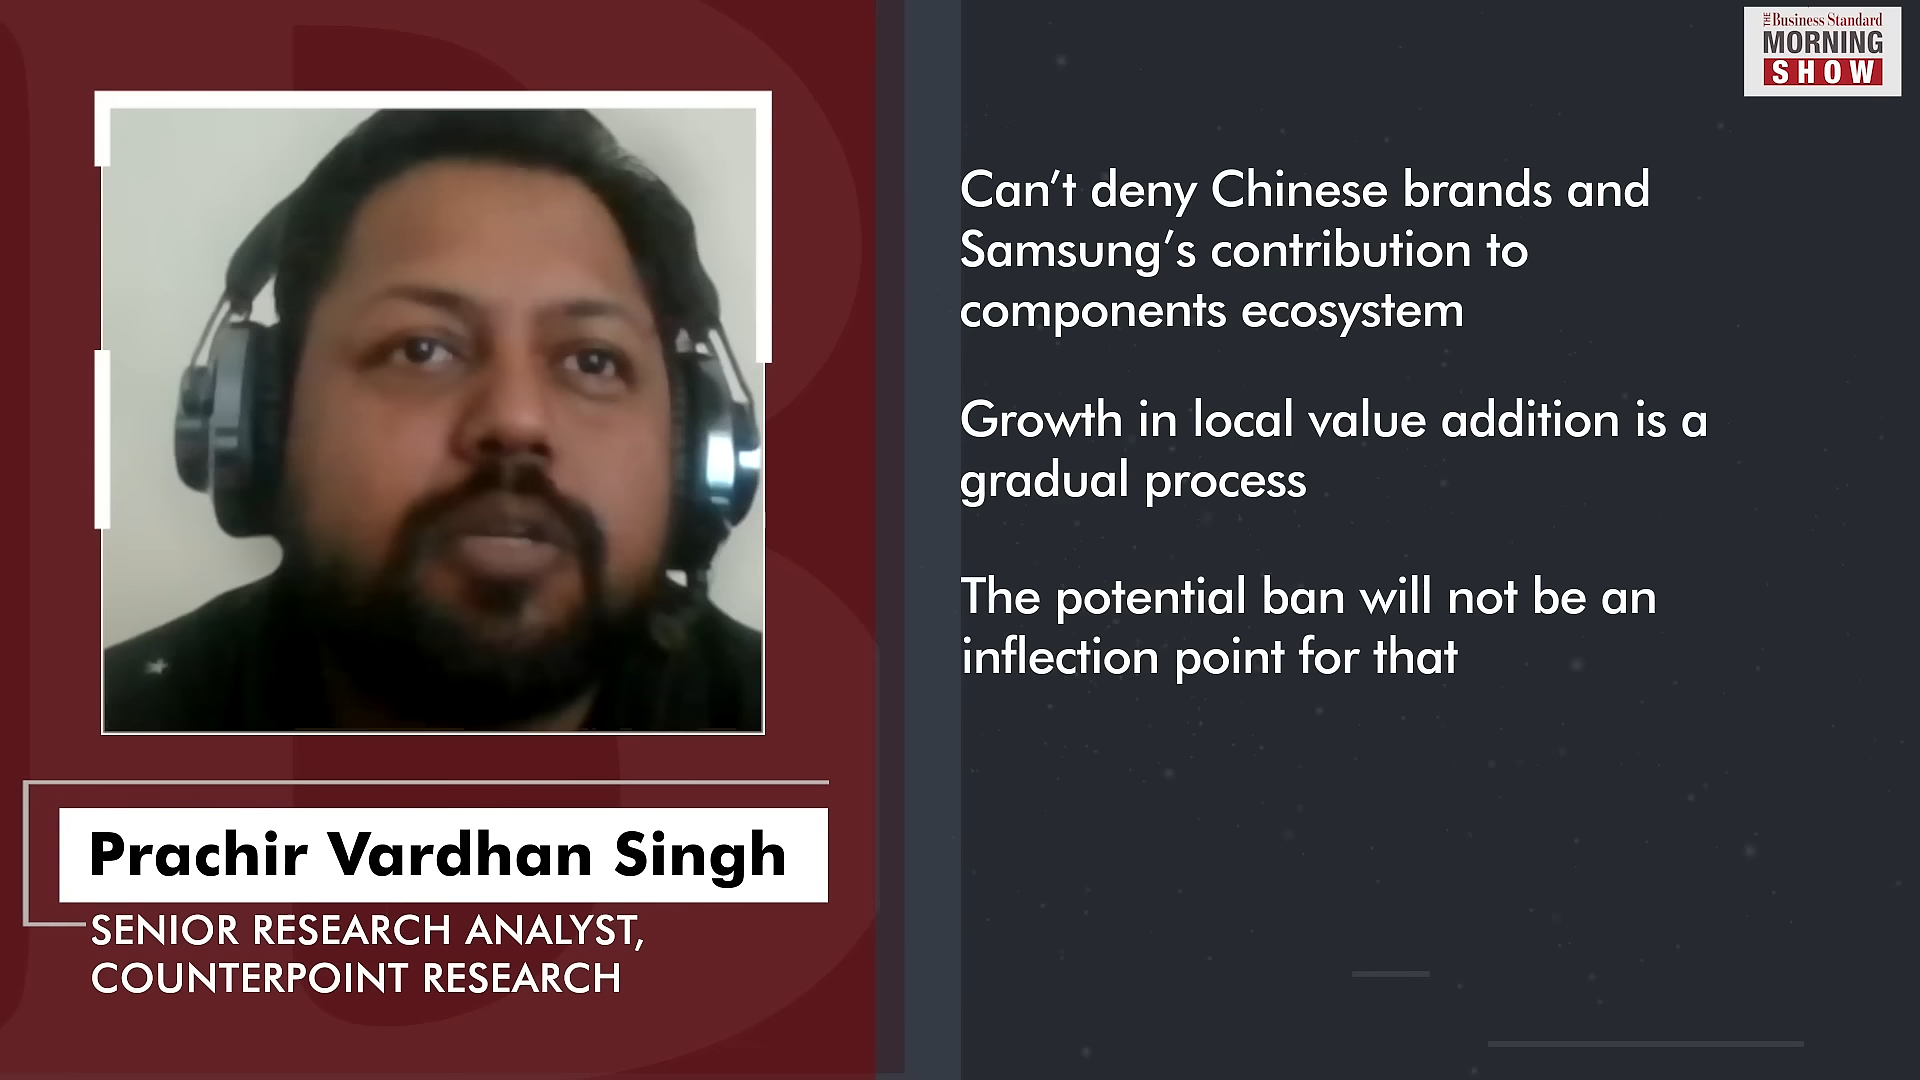 THE Business Standard
MORNING
SHOW
Can’t deny Chinese brands and
Samsung’s contribution to
components ecosystem
Growth in local value addition is a
gradual process
The potential ban will not be an
inflection point for that
Prachir Vardhan Singh
SENIOR RESEARCH ANALYST,
COUNTERPOINT RESEARCH